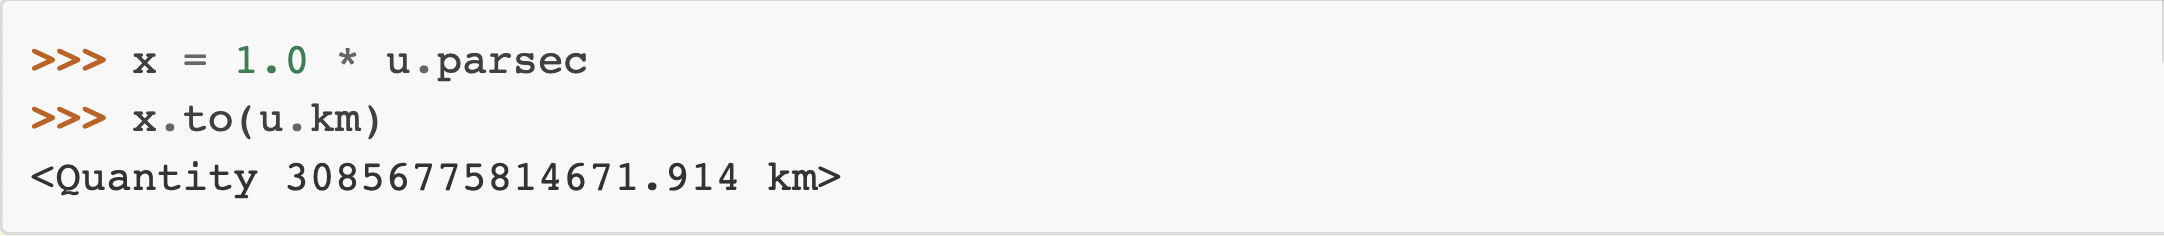 >>> x = 1.0 * u.parsec
>>> x.to(u.km)
<Quantity 30856775814671.914 km>